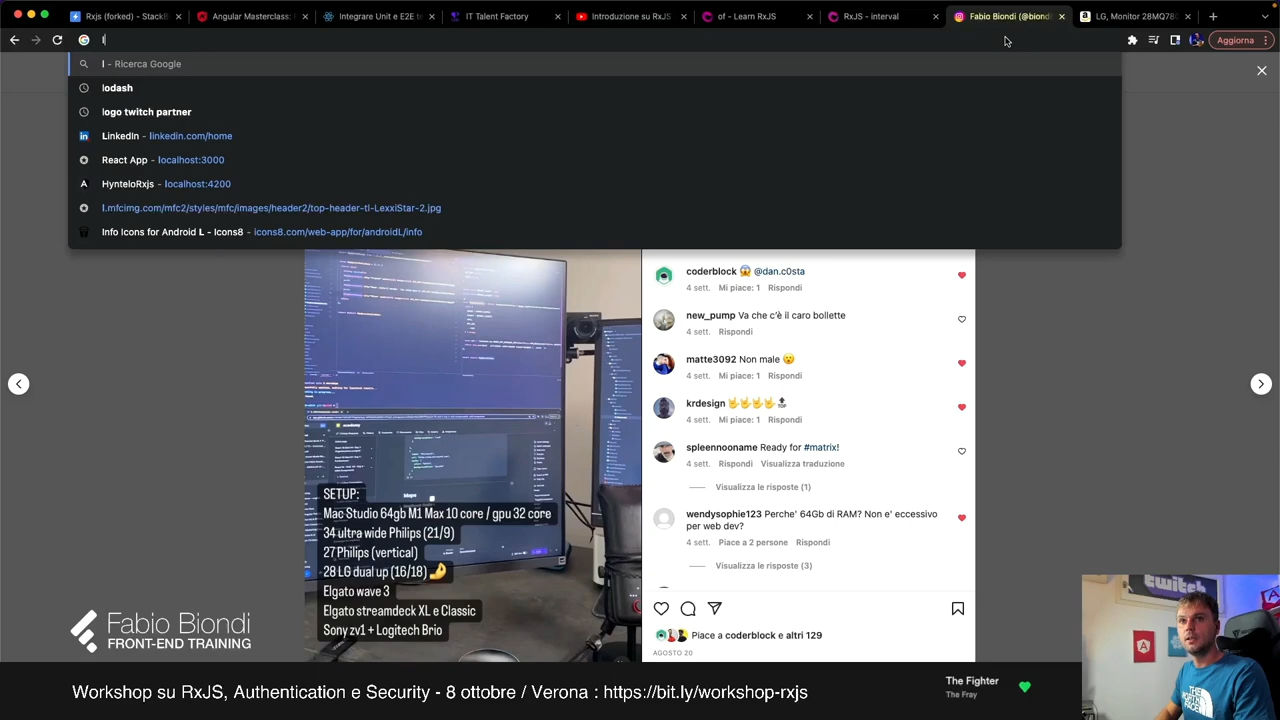 Rxjs (forked) - StackB
Angular Masterclass:
Integrare Unit e E2E te
IT Talent Factory
Introduzione su RxJS
of - Learn RxJS
RxJS - interval
Fabio Biondi (@biondi
LG, Monitor 28MQ780
l
Aggiorna
l - Ricerca Google
lodash
logo twitch partner
LinkedIn - linkedin.com/home
React App - localhost:3000
HynteloRxjs - localhost:4200
l.mfcimg.com/mfc2/styles/mfc/images/header2/top-header-tl-LexxiStar-2.jpg
Info Icons for Android L - Icons8 - icons8.com/web-app/for/androidL/info
coderblock 😱 @dan.c0sta
4 sett. Mi piace: 1 Rispondi
new_pump Va che c'è il caro bollette
4 sett. Rispondi
matte3092 Non male 😮
4 sett. Mi piace: 1 Rispondi
krdesign 🤟🤟🤟🤟🔝
4 sett. Mi piace: 1 Rispondi
spleennooname Ready for #matrix!
4 sett. Rispondi Visualizza traduzione
Visualizza le risposte (1)
wendysophie123 Perche' 64Gb di RAM? Non e' eccessivo
per web dev?
4 sett. Piace a 2 persone Rispondi
Visualizza le risposte (3)
Piace a coderblock e altri 129
AGOSTO 20
SETUP:
Mac Studio 64gb M1 Max 10 core / gpu 32 core
34 ultra wide Philips (21/9)
27 Philips (vertical)
28 LG dual up (16/18)🤌
Elgato wave 3
Elgato streamdeck XL e Classic
Sony zv1 + Logitech Brio
Fabio Biondi
FRONT-END TRAINING
Workshop su RxJS, Authentication e Security - 8 ottobre / Verona : https://bit.ly/workshop-rxjs
The Fighter
The Fray
twitch